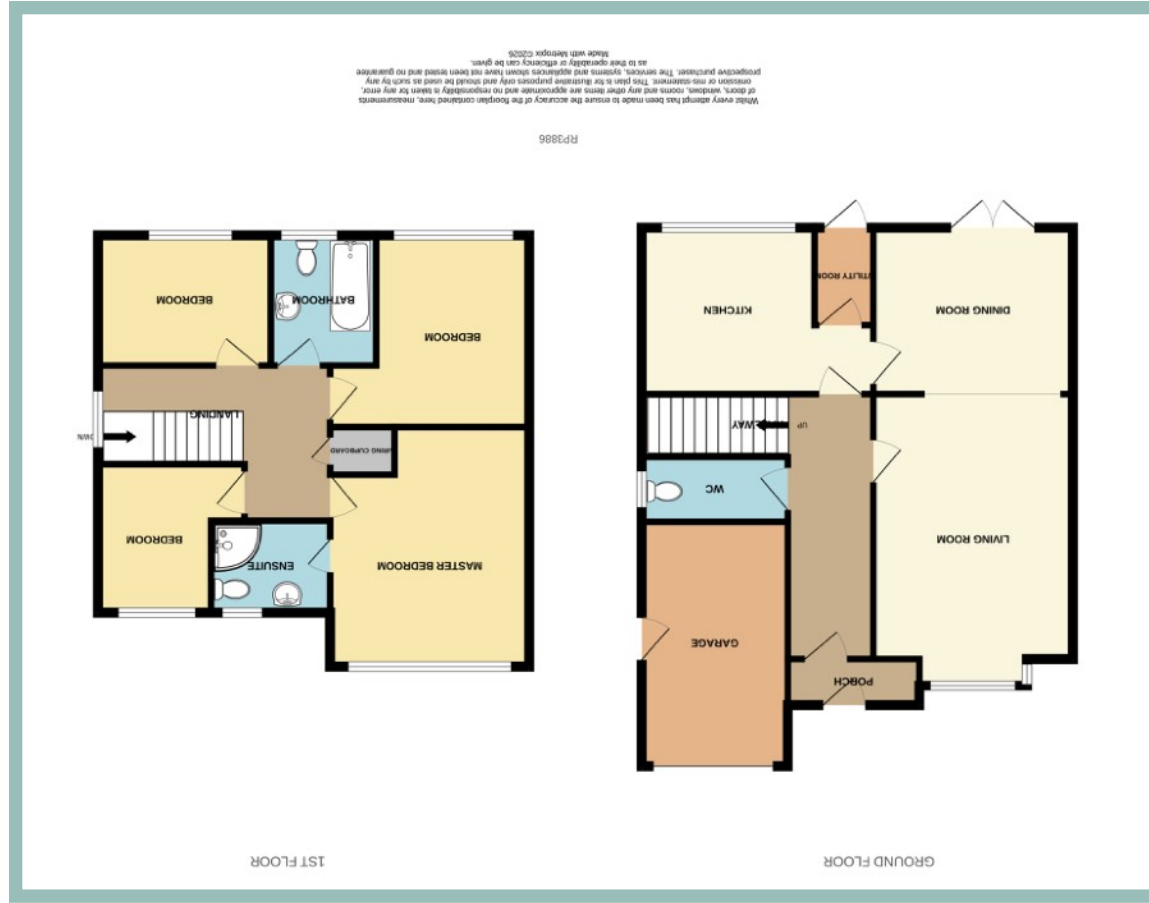 GROUND FLOOR
PORCH
GARAGE
LIVING ROOM
WC
UP
DINING ROOM
KITCHEN
UTILITY ROOM
1ST FLOOR
MASTER BEDROOM
ENSUITE
BEDROOM
AIRING CUPBOARD
DOWN
LANDING
BEDROOM
BATHROOM
BEDROOM
RP3886
Whilst every attempt has been made to ensure the accuracy of the floorplan contained here, measurements
of doors, windows, rooms and any other items are approximate and no responsibility is taken for any error,
omission or mis-statement. This plan is for illustrative purposes only and should be used as such by any
prospective purchaser. The services, systems and appliances shown have not been tested and no guarantee
as to their operability or efficiency can be given.
Made with Metropix ©2026